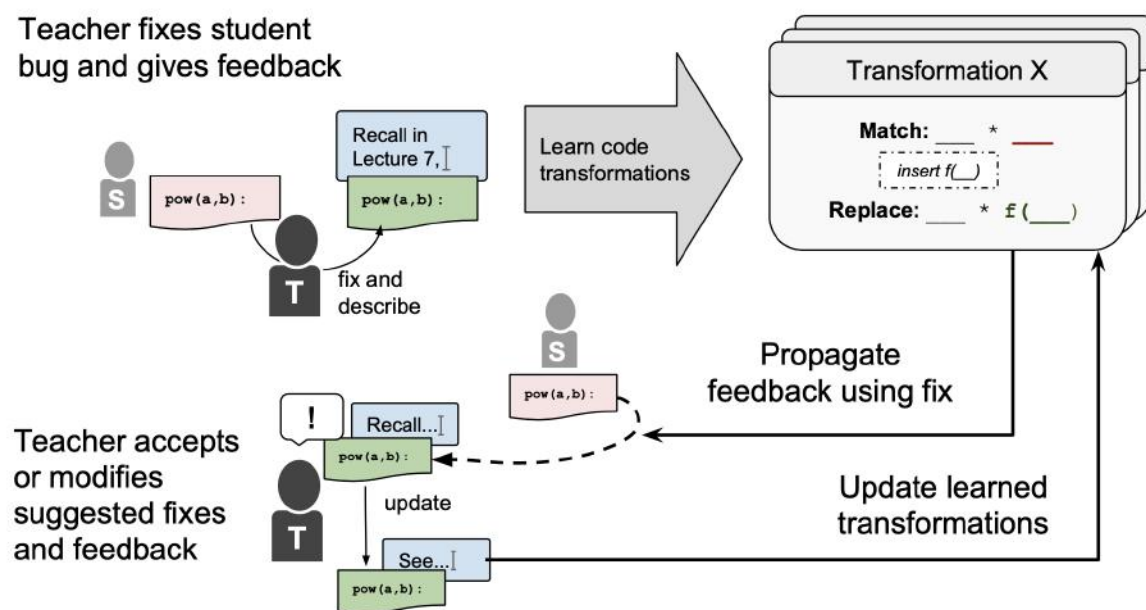 Teacher fixes student
bug and gives feedback
S
pow(a,b):
T
Recall in
Lecture 7,
pow(a,b):
fix and
describe
Learn code
transformations
Transformation X
Match: ___ * ___
insert f(__)
Replace: ___ * f(___)
S
pow(a,b):
Propagate
feedback using fix
Teacher accepts
or modifies
suggested fixes
and feedback
!
Recall...
pow(a,b):
T
update
See...
pow(a,b):
Update learned
transformations